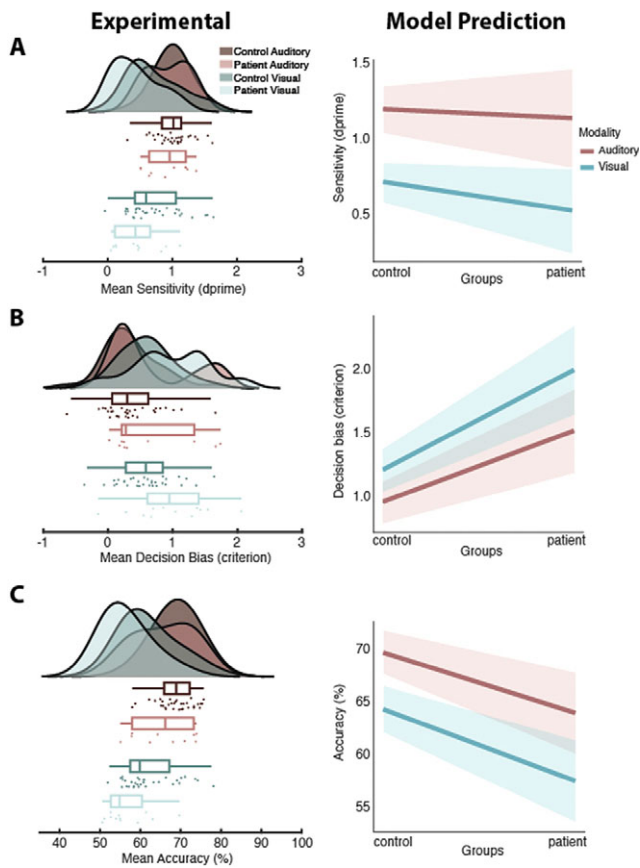 Experimental
Model Prediction
A
Control Auditory
Patient Auditory
Control Visual
Patient Visual
-1 0 1 2 3
Mean Sensitivity (dprime)
Sensitivity (dprime)
1.5
1.0
0.5
control Groups patient
Modality
Auditory
Visual
B
-1 0 1 2 3
Mean Decision Bias (criterion)
Decision bias (criterion)
2.0
1.5
1.0
control Groups patient
C
40 50 60 70 80 90 100
Mean Accuracy (%)
Accuracy (%)
70
65
60
55
control Groups patient